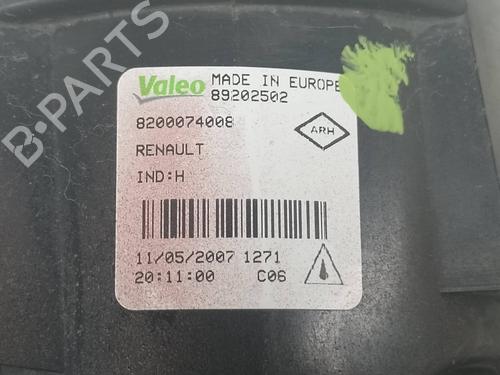 Valeo MADE IN EUROPE
89202502
8200074008
ARH
RENAULT
IND:H
11/05/2007 1271
20:11:00 C06
B-PARTS